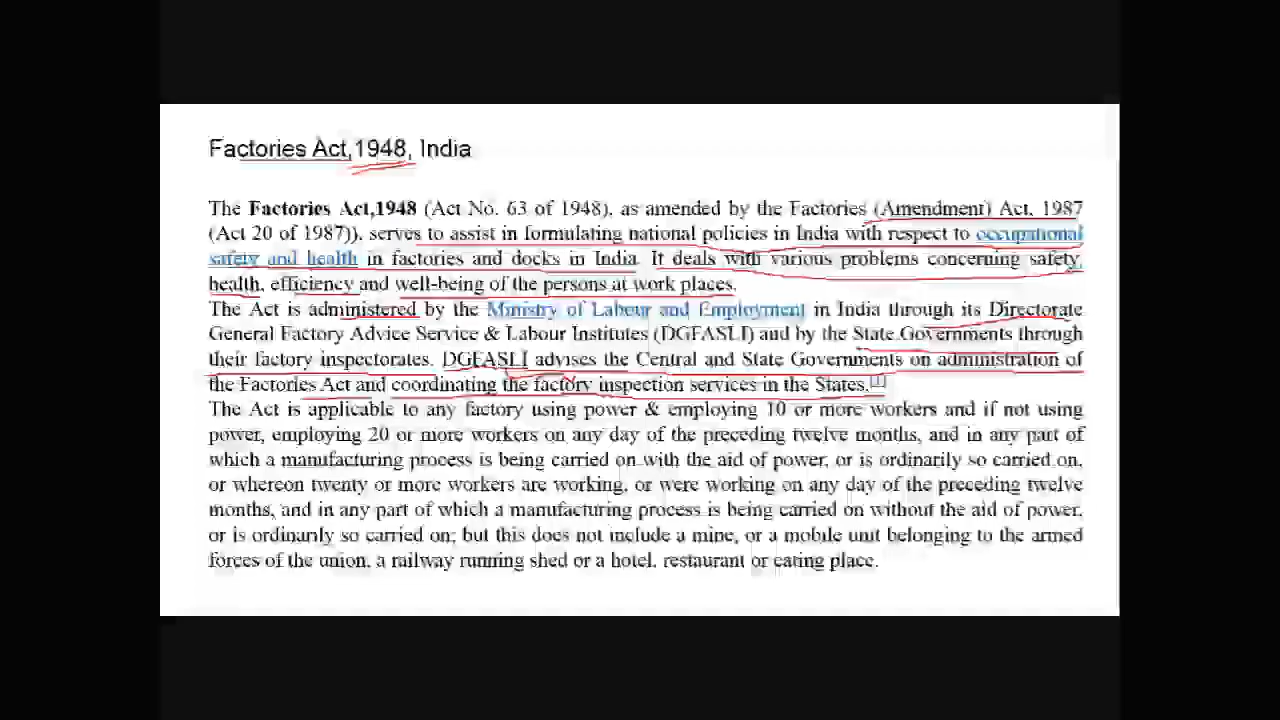 Factories Act,1948, India
The Factories Act,1948 (Act No. 63 of 1948), as amended by the Factories (Amendment) Act, 1987
(Act 20 of 1987)), serves to assist in formulating national policies in India with respect to occupational
safety and health in factories and docks in India. It deals with various problems concerning safety,
health, efficiency and well-being of the persons at work places.
The Act is administered by the Ministry of Labour and Employment in India through its Directorate
General Factory Advice Service & Labour Institutes (DGFASLI) and by the State Governments through
their factory inspectorates. DGFASLI advises the Central and State Governments on administration of
the Factories Act and coordinating the factory inspection services in the States.[1]
The Act is applicable to any factory using power & employing 10 or more workers and if not using
power, employing 20 or more workers on any day of the preceding twelve months, and in any part of
which a manufacturing process is being carried on with the aid of power, or is ordinarily so carried on,
or whereon twenty or more workers are working, or were working on any day of the preceding twelve
months, and in any part of which a manufacturing process is being carried on without the aid of power,
or is ordinarily so carried on; but this does not include a mine, or a mobile unit belonging to the armed
forces of the union, a railway running shed or a hotel, restaurant or eating place.